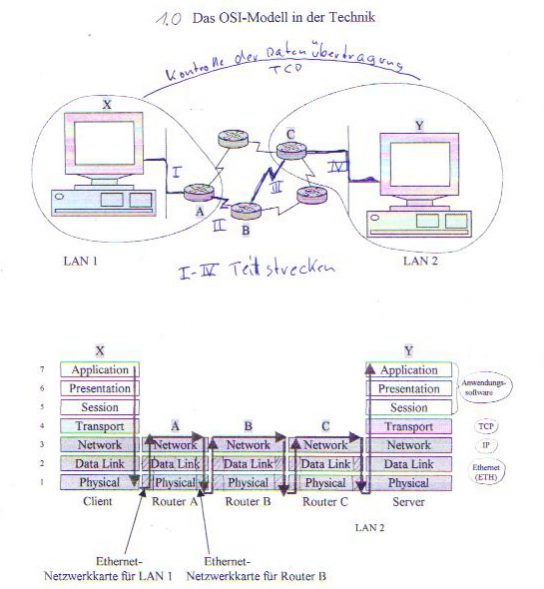 1.0 Das OSI-Modell in der Technik
Kontrolle der Datenübertragung
TCP
X
Y
C
I
II
III
IV
A
B
LAN 1
LAN 2
I-IV Teilstrecken
X
Y
7 Application
Application
6 Presentation
Presentation
Anwendungs-
software
5 Session
Session
4 Transport
A
B
C
Transport
TCP
3 Network
Network
Network
Network
Network
IP
2 Data Link
Data Link
Data Link
Data Link
Data Link
Ethernet
(ETH)
1 Physical
Physical
Physical
Physical
Physical
Client
Router A
Router B
Router C
Server
LAN 2
Ethernet-
Netzwerkkarte für LAN 1
Ethernet-
Netzwerkkarte für Router B